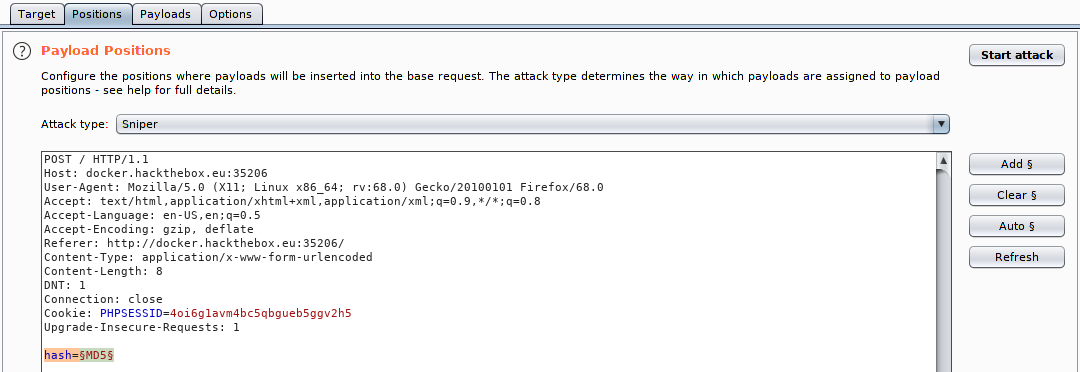 Target Positions Payloads Options
? Payload Positions
Start attack
Configure the positions where payloads will be inserted into the base request. The attack type determines the way in which payloads are assigned to payload
positions - see help for full details.
Attack type: Sniper
POST / HTTP/1.1
Host: docker.hackthebox.eu:35206
User-Agent: Mozilla/5.0 (X11; Linux x86_64; rv:68.0) Gecko/20100101 Firefox/68.0
Accept: text/html,application/xhtml+xml,application/xml;q=0.9,*/*;q=0.8
Accept-Language: en-US,en;q=0.5
Accept-Encoding: gzip, deflate
Referer: http://docker.hackthebox.eu:35206/
Content-Type: application/x-www-form-urlencoded
Content-Length: 8
DNT: 1
Connection: close
Cookie: PHPSESSID=4oi6g1avm4bc5qbgueb5ggv2h5
Upgrade-Insecure-Requests: 1
hash=§MD5§
Add §
Clear §
Auto §
Refresh